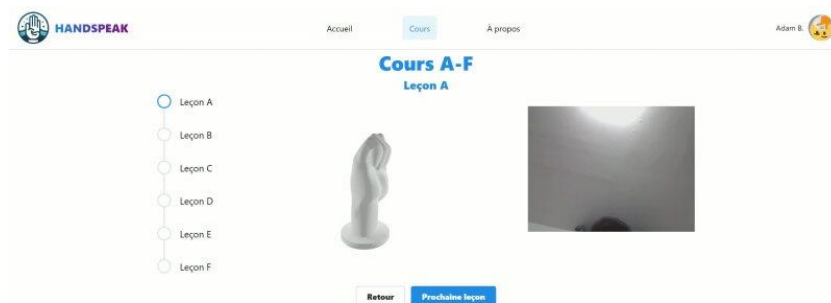 HANDSPEAK
Accueil
Cours
À propos
Adam B.
Cours A-F
Leçon A
Leçon A
Leçon B
Leçon C
Leçon D
Leçon E
Leçon F
Retour
Prochaine leçon